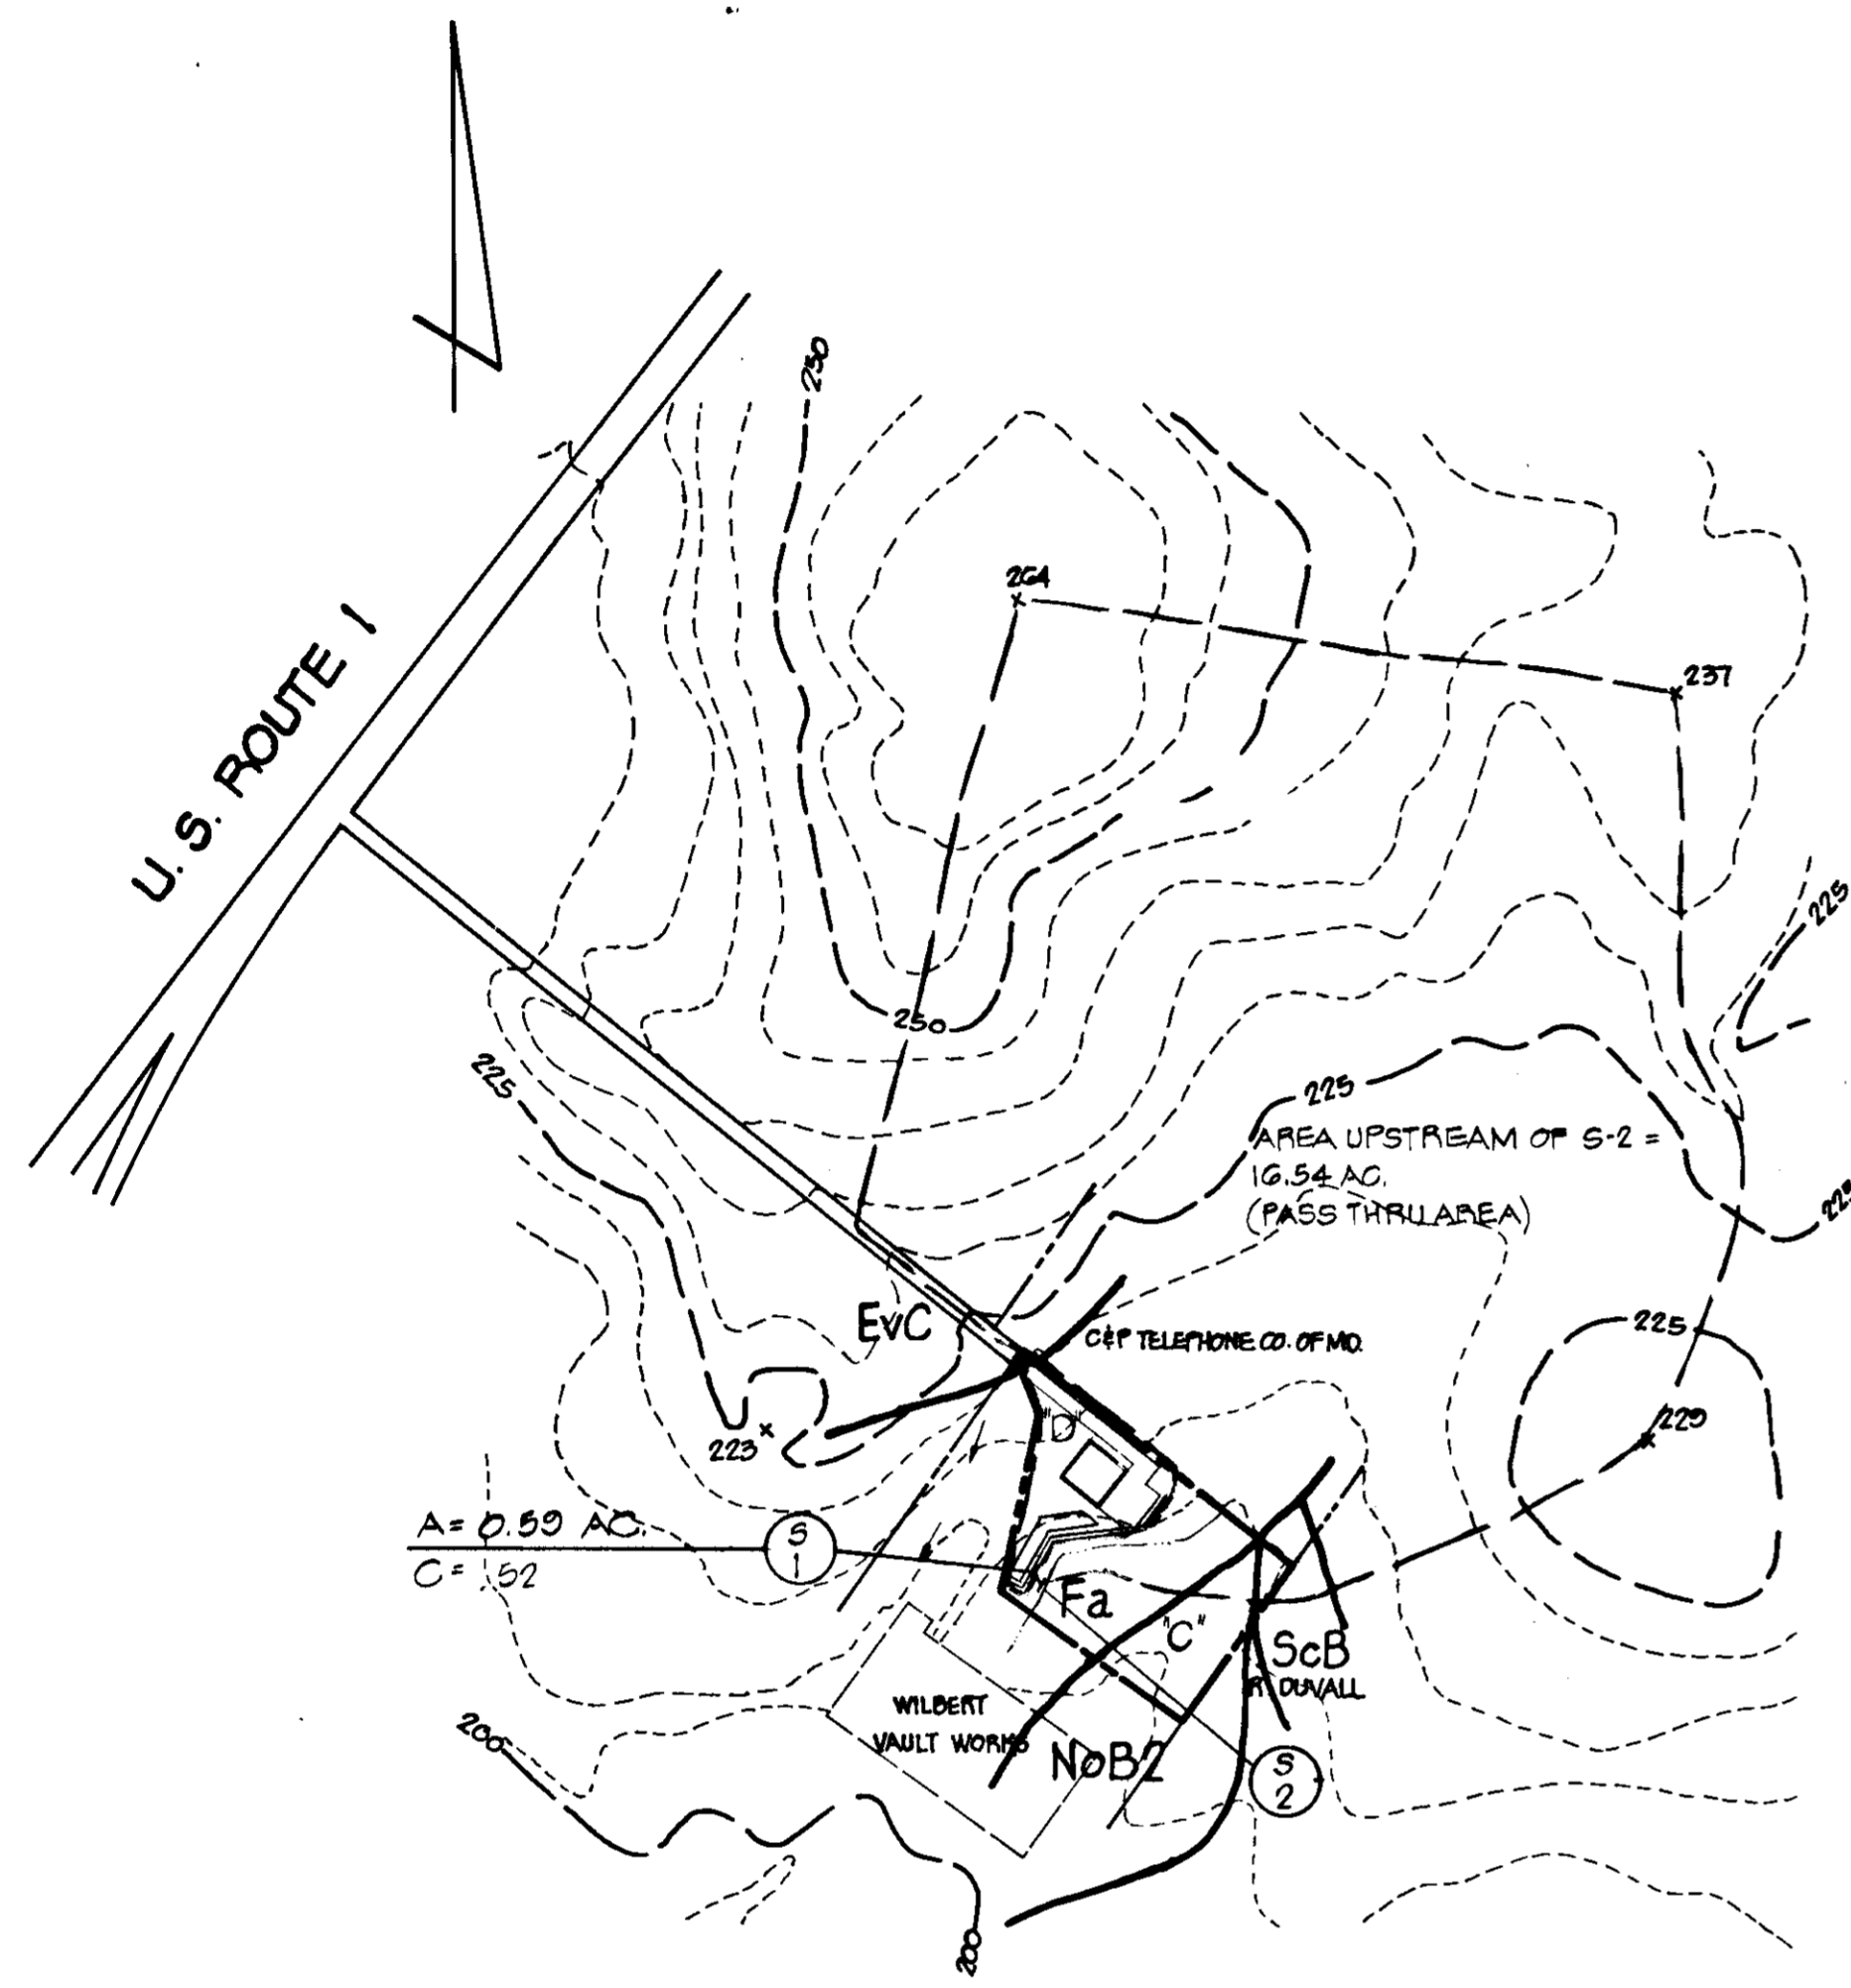 250
264
237
U.S. ROUTE 1
225
250
225
225
AREA UPSTREAM OF S-2 =
16.54 AC.
(PASS THRU AREA)
EvC
C&P TELEPHONE CO. OF MD.
225
"D"
229
223
A = 0.59 AC.
C = .52
S
1
Fa
"C"
ScB
R. DUVALL
WILBERT
VAULT WORKS
200
NoB2
S
2
200